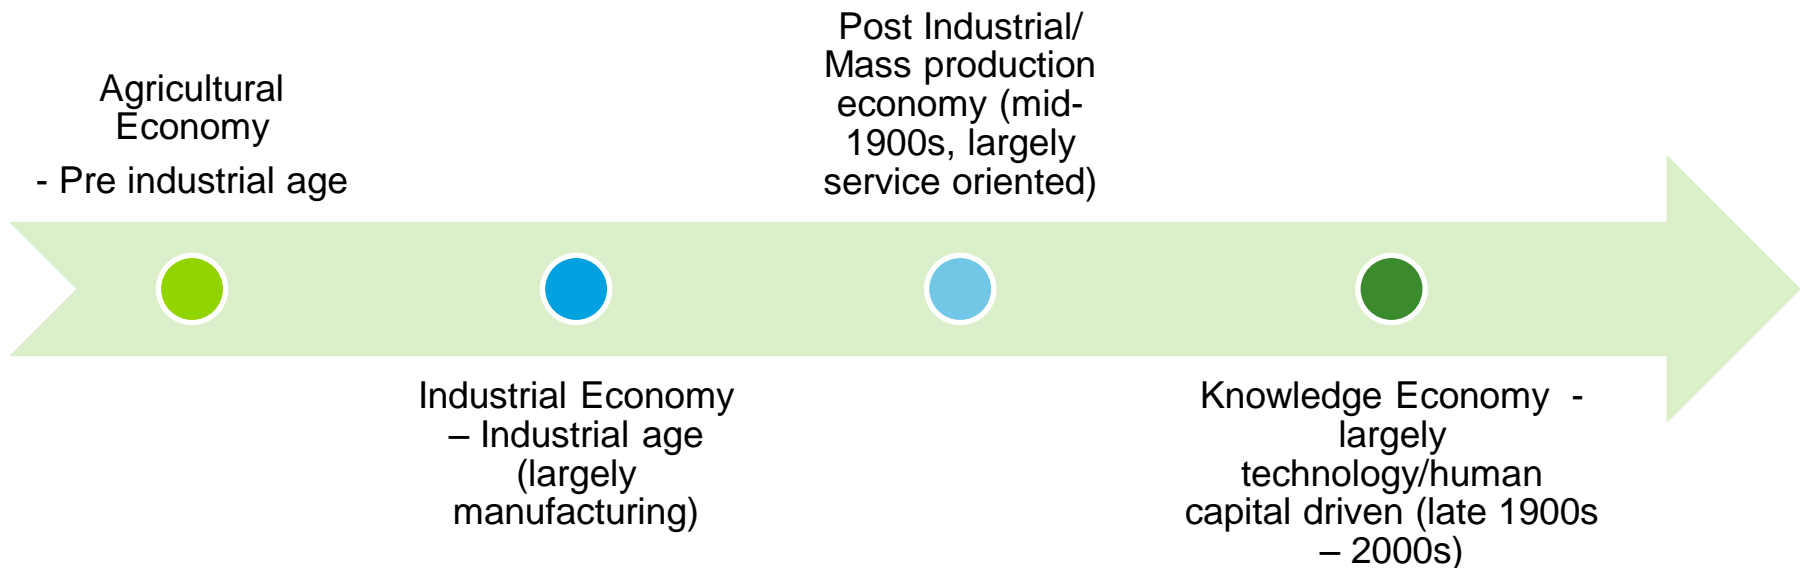 Agricultural
Economy
- Pre industrial age
Industrial Economy
– Industrial age
(largely
manufacturing)
Post Industrial/
Mass production
economy (mid-
1900s, largely
service oriented)
Knowledge Economy -
largely
technology/human
capital driven (late 1900s
– 2000s)